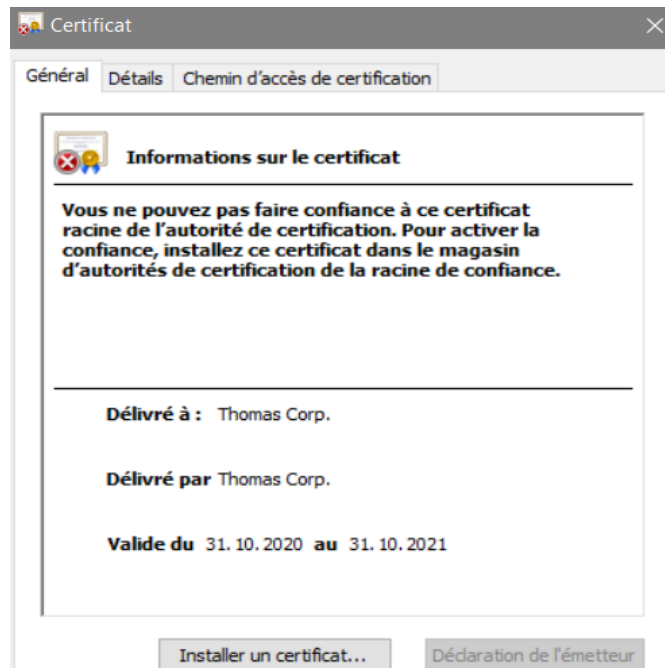 Certificat
Général Détails Chemin d'accès de certification
Informations sur le certificat
Vous ne pouvez pas faire confiance à ce certificat
racine de l'autorité de certification. Pour activer la
confiance, installez ce certificat dans le magasin
d'autorités de certification de la racine de confiance.
Délivré à : Thomas Corp.
Délivré par Thomas Corp.
Valide du 31.10.2020 au 31.10.2021
Installer un certificat... Déclaration de l'émetteur